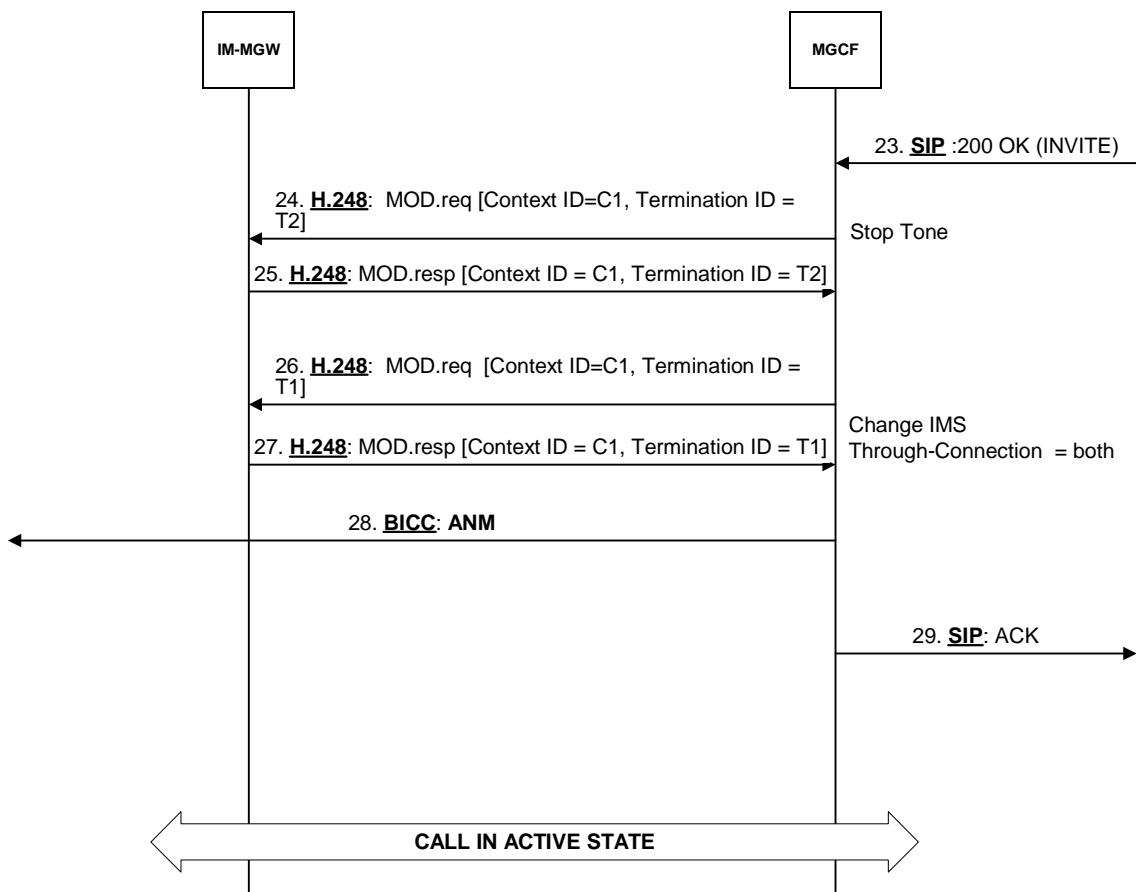 IM-MGW
MGCF
23. SIP :200 OK (INVITE)
24. H.248:  MOD.req [Context ID=C1, Termination ID =
T2]
Stop Tone
25. H.248: MOD.resp [Context ID = C1, Termination ID = T2]
26. H.248:  MOD.req  [Context ID=C1, Termination ID =
T1]
Change IMS
Through-Connection  = both
27. H.248: MOD.resp [Context ID = C1, Termination ID = T1]
28. BICC: ANM
29. SIP: ACK
CALL IN ACTIVE STATE